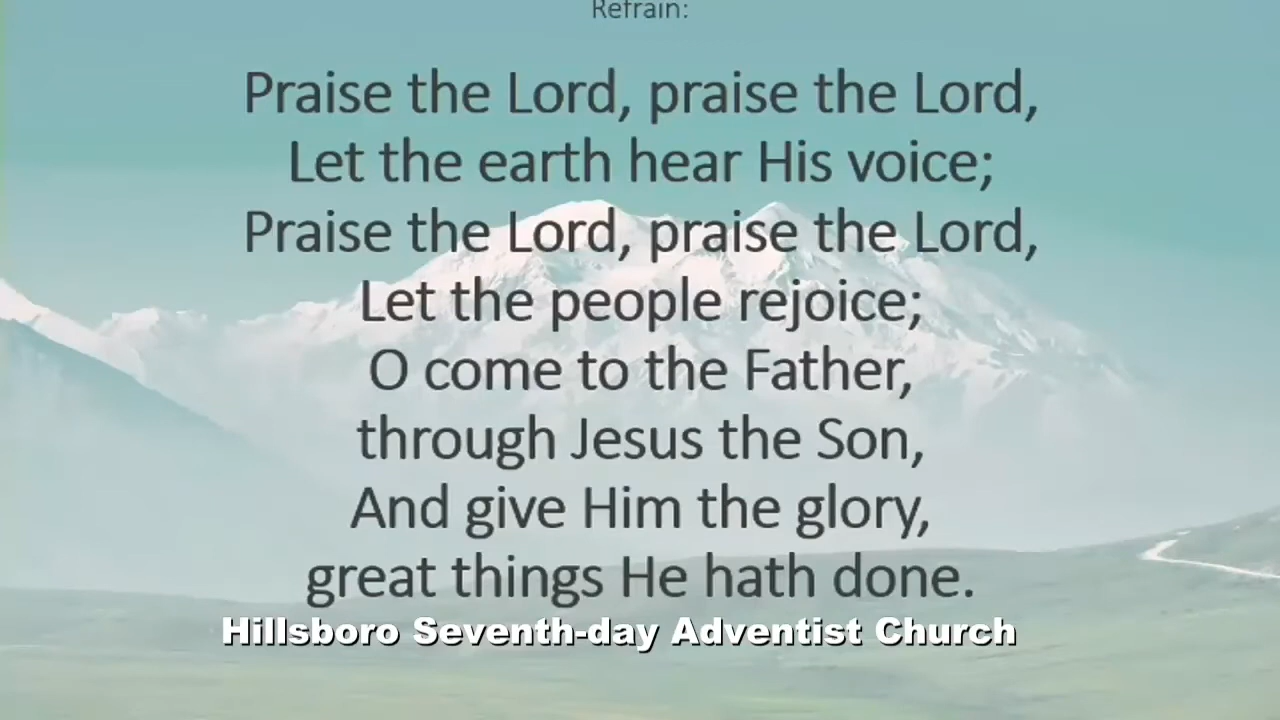 Refrain:
Praise the Lord, praise the Lord,
Let the earth hear His voice;
Praise the Lord, praise the Lord,
Let the people rejoice;
O come to the Father,
through Jesus the Son,
And give Him the glory,
great things He hath done.
Hillsboro Seventh-day Adventist Church